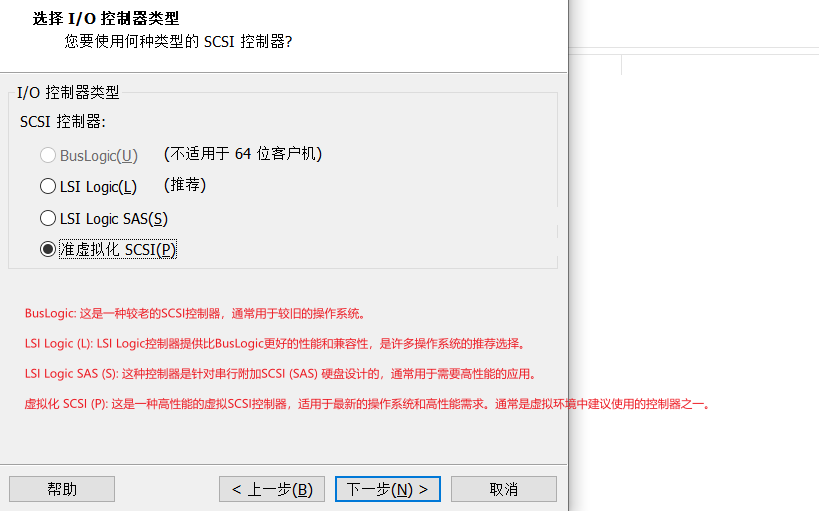 选择 I/O 控制器类型
您要使用何种类型的 SCSI 控制器?
I/O 控制器类型
SCSI 控制器:
BusLogic(U) (不适用于 64 位客户机)
LSI Logic(L) (推荐)
LSI Logic SAS(S)
准虚拟化 SCSI(P)
BusLogic: 这是一种较老的SCSI控制器，通常用于较旧的操作系统。
LSI Logic (L): LSI Logic控制器提供比BusLogic更好的性能和兼容性，是许多操作系统的推荐选择。
LSI Logic SAS (S): 这种控制器是针对串行附加SCSI (SAS) 硬盘设计的，通常用于需要高性能的应用。
虚拟化 SCSI (P): 这是一种高性能的虚拟SCSI控制器，适用于最新的操作系统和高性能需求。通常是虚拟环境中建议使用的控制器之一。
帮助 < 上一步(B) 下一步(N) > 取消